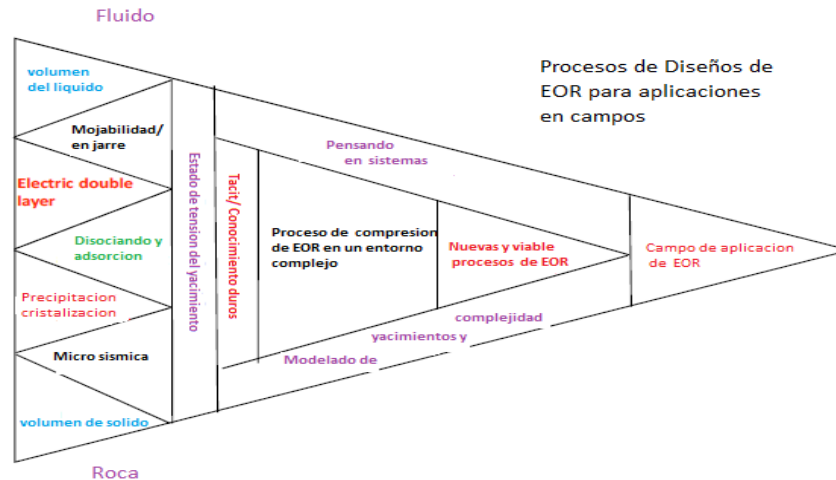 Fluido
Procesos de Diseños de
EOR para aplicaciones
en campos
volumen
del liquido
Mojabilidad/
en jarre
Electric double
layer
Disociando y
adsorcion
Precipitacion
cristalizacion
Micro sismica
volumen de solido
Roca
Estado de tension del yacimiento
Tacit/ Conocimiento duros
Pensando
en sistemas
Proceso de compresion
de EOR en un entorno
complejo
Nuevas y viable
procesos de EOR
Campo de aplicacion
de EOR
Modelado de
yacimientos y
complejidad